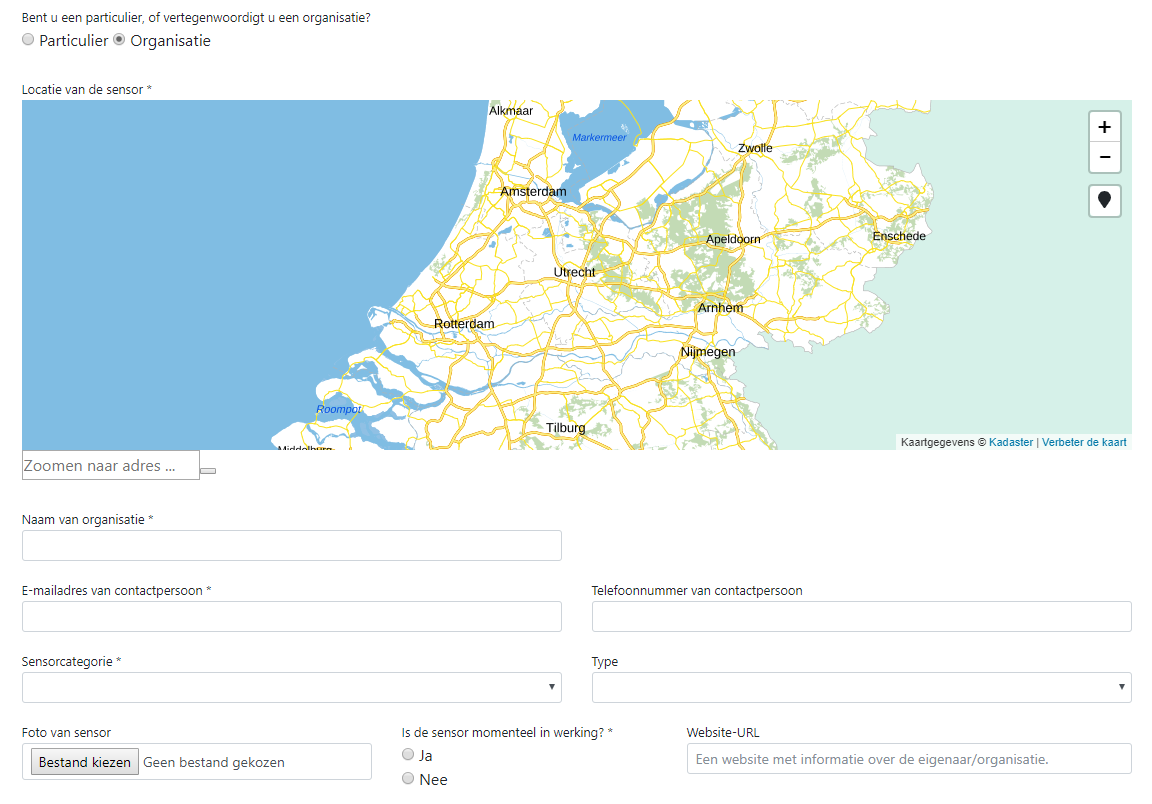 Bent u een particulier, of vertegenwoordigt u een organisatie?
Particulier Organisatie
Locatie van de sensor *
Alkmaar
Markermeer
Zwolle
+
−
Amsterdam
Apeldoorn
Enschede
Utrecht
Arnhem
Rotterdam
Nijmegen
Roompot
Tilburg
Middelburg
Kaartgegevens © Kadaster | Verbeter de kaart
Zoomen naar adres ...
Naam van organisatie *
E-mailadres van contactpersoon *
Telefoonnummer van contactpersoon
Sensorcategorie *
Type
Foto van sensor
Is de sensor momenteel in werking? *
Website-URL
Bestand kiezen Geen bestand gekozen
Ja
Een website met informatie over de eigenaar/organisatie.
Nee